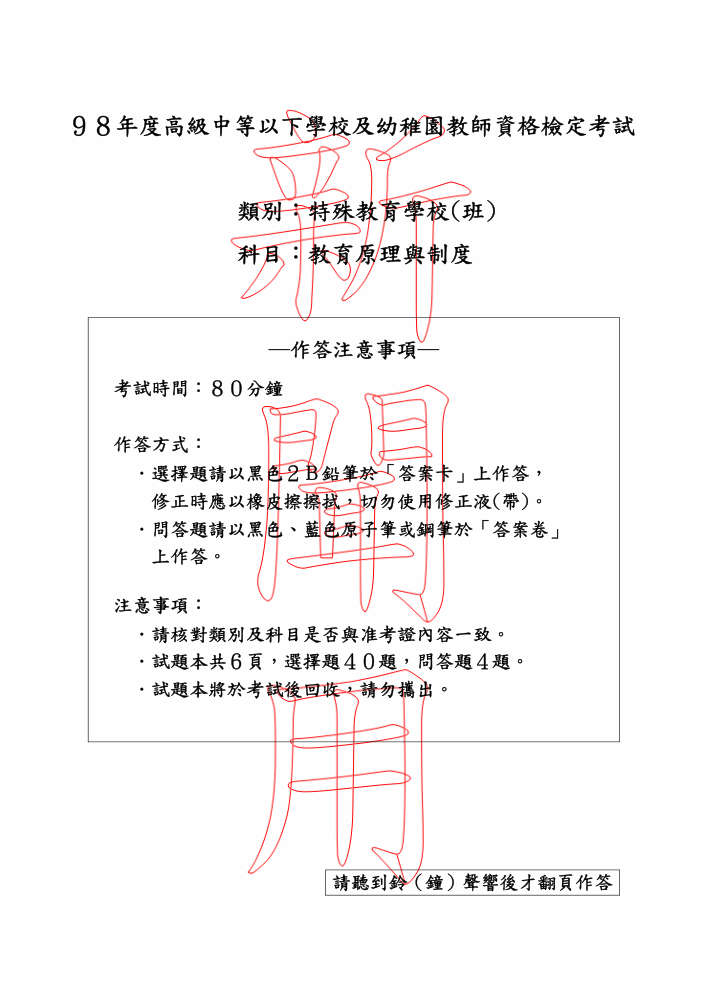 ９８年度高級中等以下學校及幼稚園教師資格檢定考試
類別：特殊教育學校(班)
科目：教育原理與制度
—作答注意事項—
考試時間：８０分鐘
作答方式：
．選擇題請以黑色２Ｂ鉛筆於「答案卡」上作答，
修正時應以橡皮擦擦拭，切勿使用修正液(帶)。
．問答題請以黑色、藍色原子筆或鋼筆於「答案卷」
上作答。
注意事項：
．請核對類別及科目是否與准考證內容一致。
．試題本共６頁，選擇題４０題，問答題４題。
．試題本將於考試後回收，請勿攜出。
請聽到鈴（鐘）聲響後才翻頁作答
新聞用